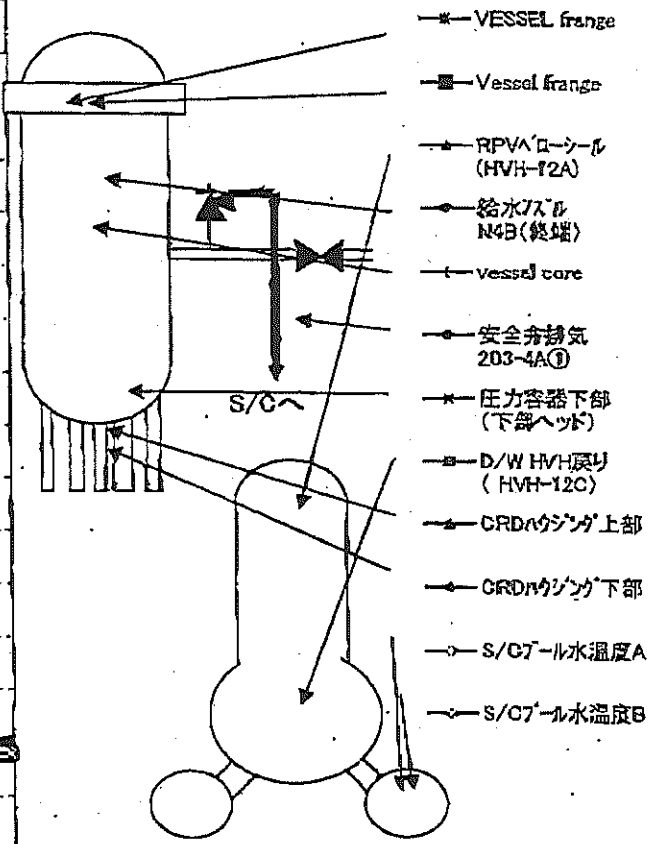 VESSEL frange
Vessel frange
RPVベローシール
(HVH-12A)
給水ノズル
N4B(終端)
vessel core
安全弁排気
203-4A①
圧力容器下部
(下部ヘッド)
D/W HVH戻り
( HVH-12C)
CRDハウジング上部
CRDハウジング下部
S/Cプール水温度A
S/Cプール水温度B
S/Cへ